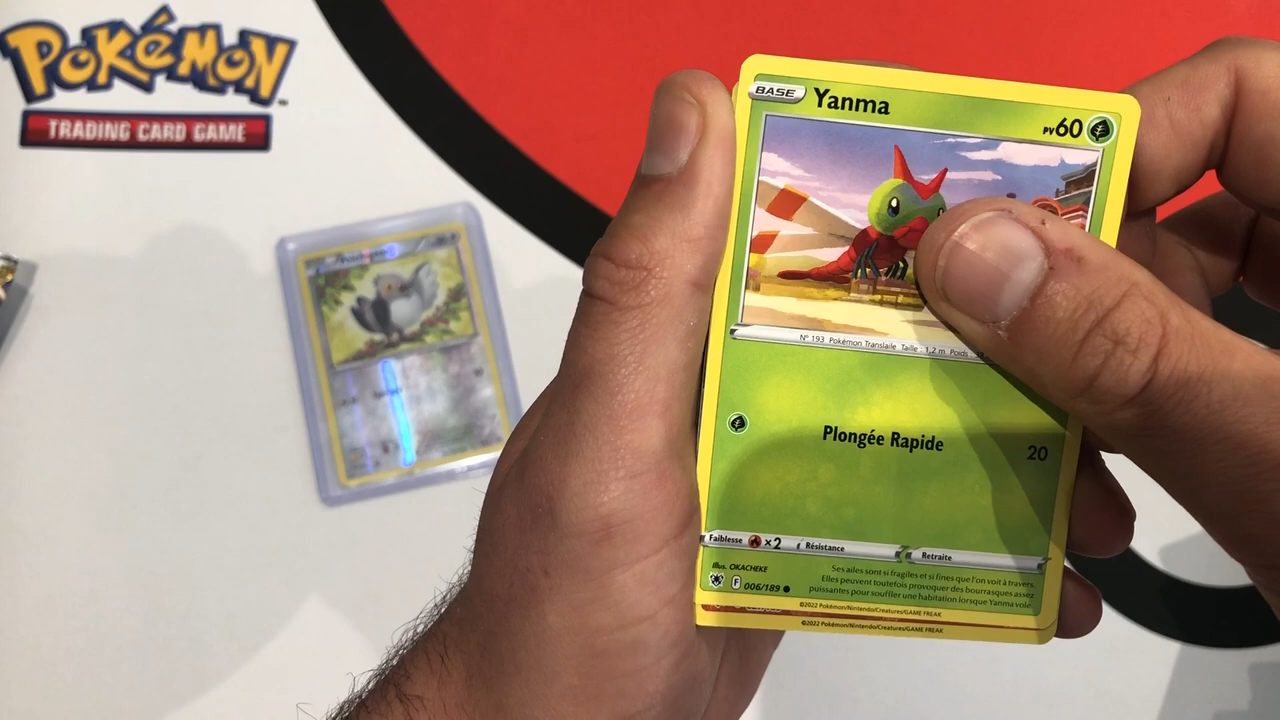 POKéMON
TRADING CARD GAME
BASE Yanma PV60
N° 193 Pokémon Translaile Taille : 1,2 m Poids
Plongée Rapide 20
Faiblesse ×2 Résistance Retraite
Illus. OKACHEKE
F 006/189
Ses ailes sont si fragiles et si fines que l'on voit à travers.
Elles peuvent toutefois provoquer des bourrasques assez
puissantes pour souffler une habitation lorsque Yanma vole.
©2022 Pokémon/Nintendo/Creatures/GAME FREAK
©2022 Pokémon/Nintendo/Creatures/GAME FREAK